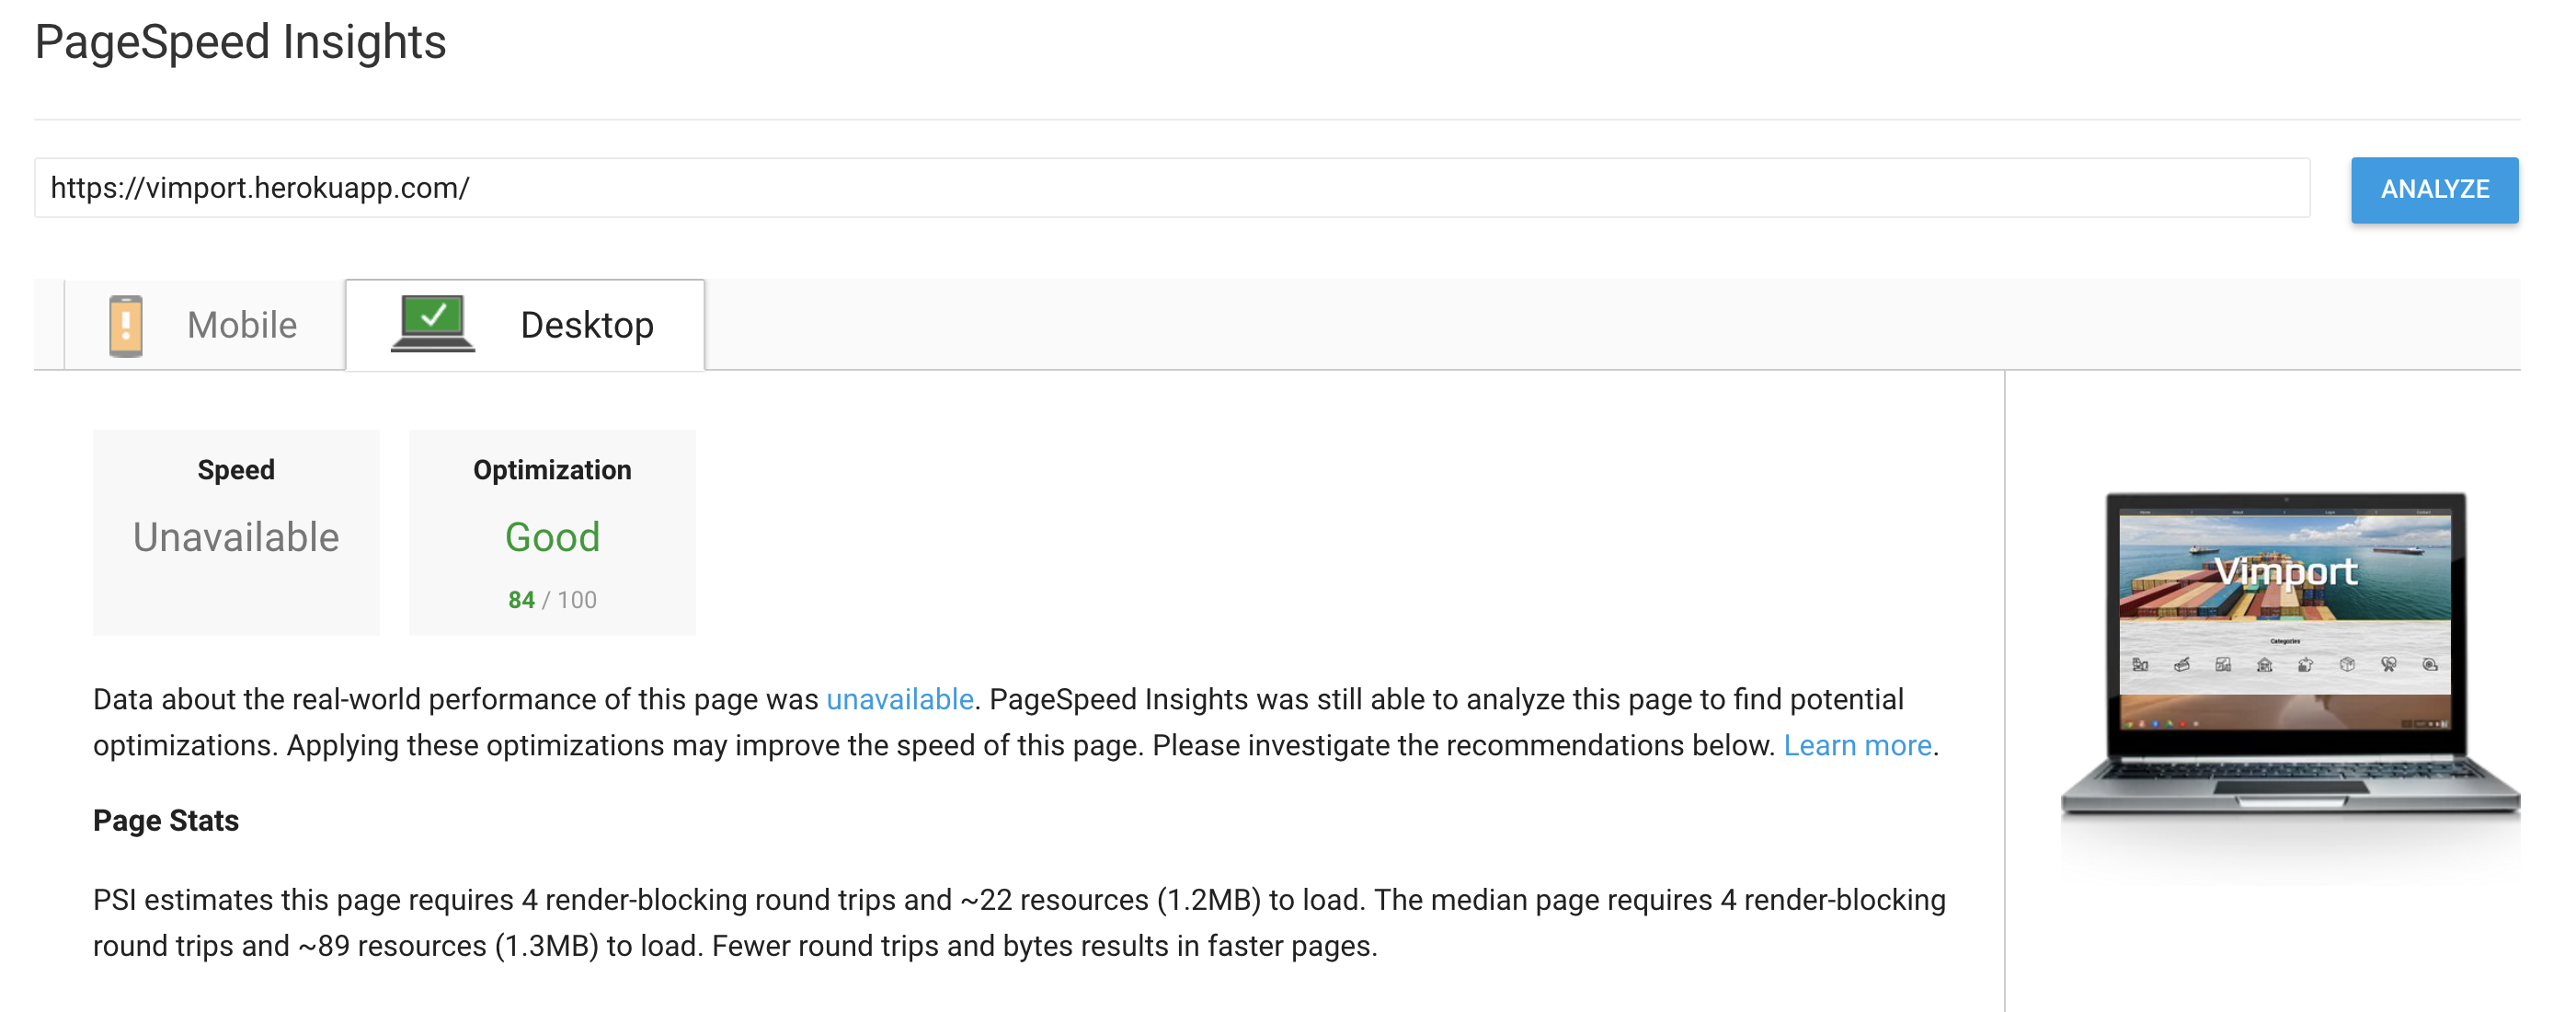 PageSpeed Insights
https://vimport.herokuapp.com/
ANALYZE
Mobile
Desktop
Speed
Unavailable
Optimization
Good
84 / 100
Data about the real-world performance of this page was unavailable. PageSpeed Insights was still able to analyze this page to find potential
optimizations. Applying these optimizations may improve the speed of this page. Please investigate the recommendations below. Learn more.
Page Stats
PSI estimates this page requires 4 render-blocking round trips and ~22 resources (1.2MB) to load. The median page requires 4 render-blocking
round trips and ~89 resources (1.3MB) to load. Fewer round trips and bytes results in faster pages.
Vimport
Categories